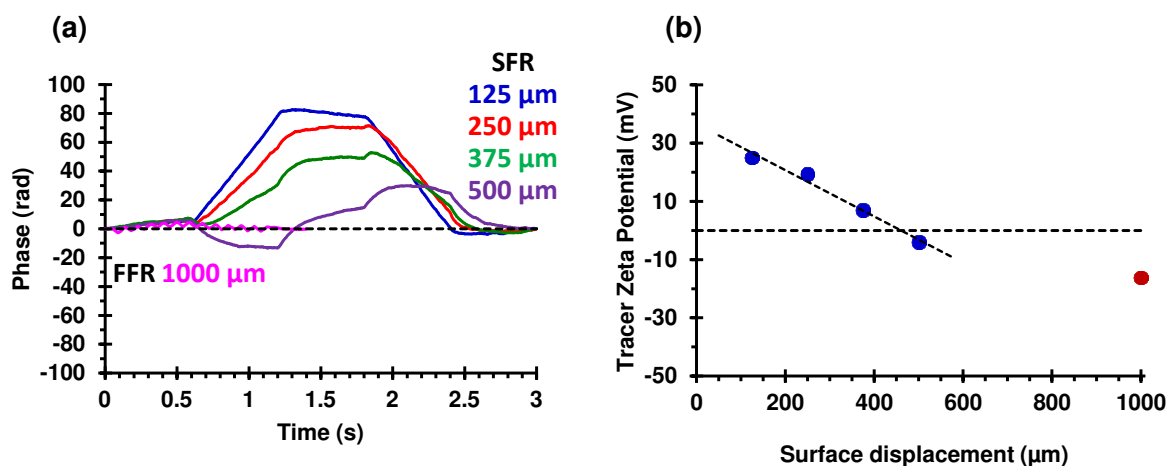 (a)
SFR
125 µm
250 µm
375 µm
500 µm
FFR 1000 µm
100
80
60
40
20
0
-20
-40
-60
-80
-100
Phase (rad)
0
0.5
1
1.5
2
2.5
3
Time (s)
(b)
50
30
10
-10
-30
-50
Tracer Zeta Potential (mV)
0
200
400
600
800
1000
Surface displacement (µm)